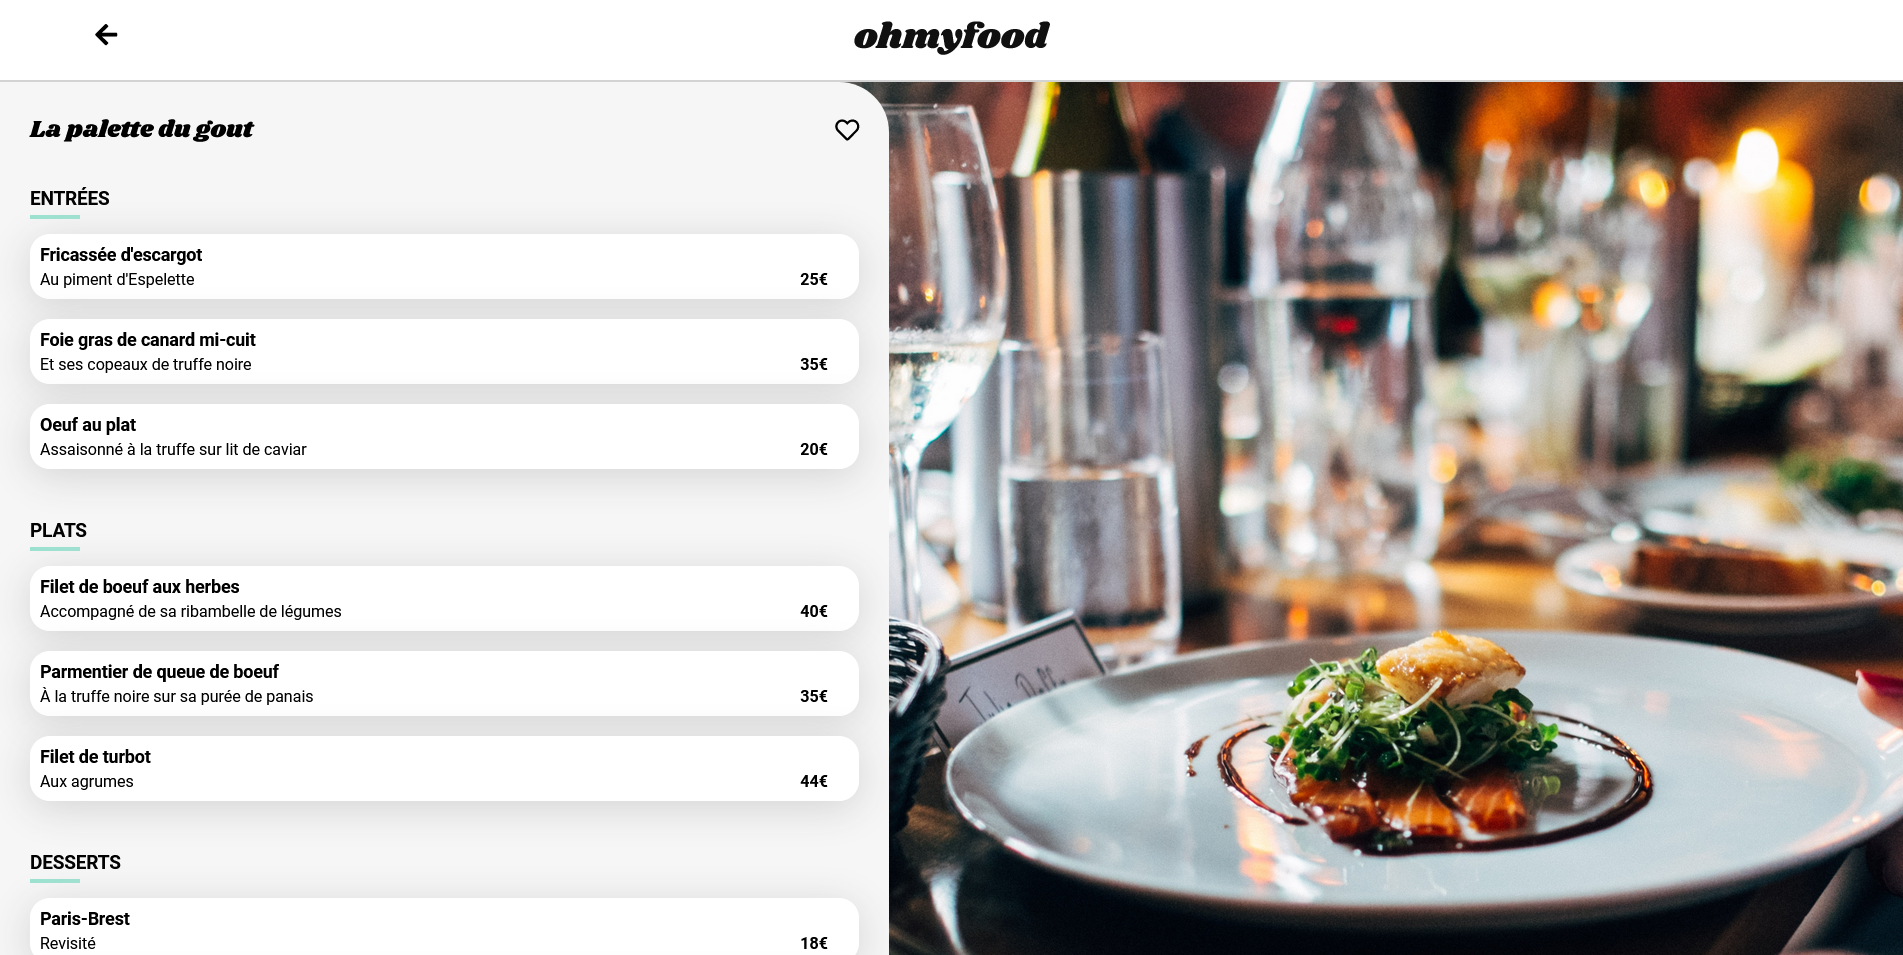 ohmyfood
La palette du gout
ENTRÉES
Fricassée d'escargot
Au piment d'Espelette
25€
Foie gras de canard mi-cuit
Et ses copeaux de truffe noire
35€
Oeuf au plat
Assaisonné à la truffe sur lit de caviar
20€
PLATS
Filet de boeuf aux herbes
Accompagné de sa ribambelle de légumes
40€
Parmentier de queue de boeuf
À la truffe noire sur sa purée de panais
35€
Filet de turbot
Aux agrumes
44€
DESSERTS
Paris-Brest
Revisité
18€